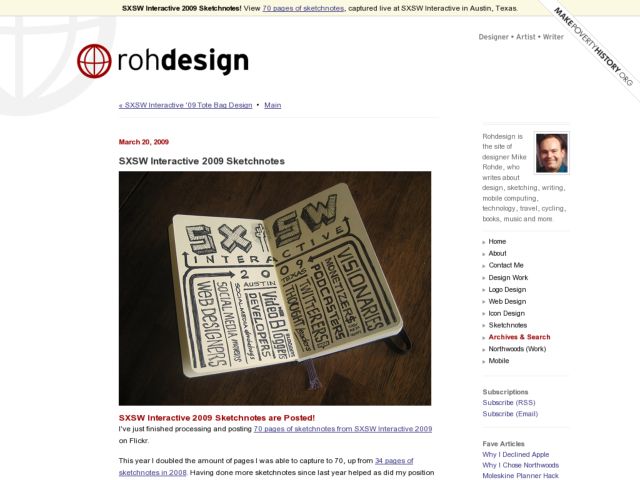 SXSW Interactive 2009 Sketchnotes! View 70 pages of sketchnotes, captured live at SXSW Interactive in Austin, Texas.
MAKEPOVERTYHISTORY.ORG
Designer • Artist • Writer
rohdesign
« SXSW Interactive '09 Tote Bag Design • Main
March 20, 2009
SXSW Interactive 2009 Sketchnotes
SXSW
INTERACTIVE
2009
AUSTIN TEXAS
WEB DESIGNERS
SOCIAL MEDIA
DEVELOPERS
Video Bloggers
THOUGHT
TWITTERERS
PODCASTERS
MONETIZERS
VISIONARIES
SXSW Interactive 2009 Sketchnotes are Posted!
I've just finished processing and posting 70 pages of sketchnotes from SXSW Interactive 2009
on Flickr.
This year I doubled the amount of pages I was able to capture to 70, up from 34 pages of
sketchnotes in 2008. Having done more sketchnotes since last year helped as did my position
Rohdesign is
the site of
designer Mike
Rohde, who
writes about
design, sketching, writing,
mobile computing,
technology, travel, cycling,
books, music and more.
Home
About
Contact Me
Design Work
Logo Design
Web Design
Icon Design
Sketchnotes
Archives & Search
Northwoods (Work)
Mobile
Subscriptions
Subscribe (RSS)
Subscribe (Email)
Fave Articles
Why I Declined Apple
Why I Chose Northwoods
Moleskine Planner Hack